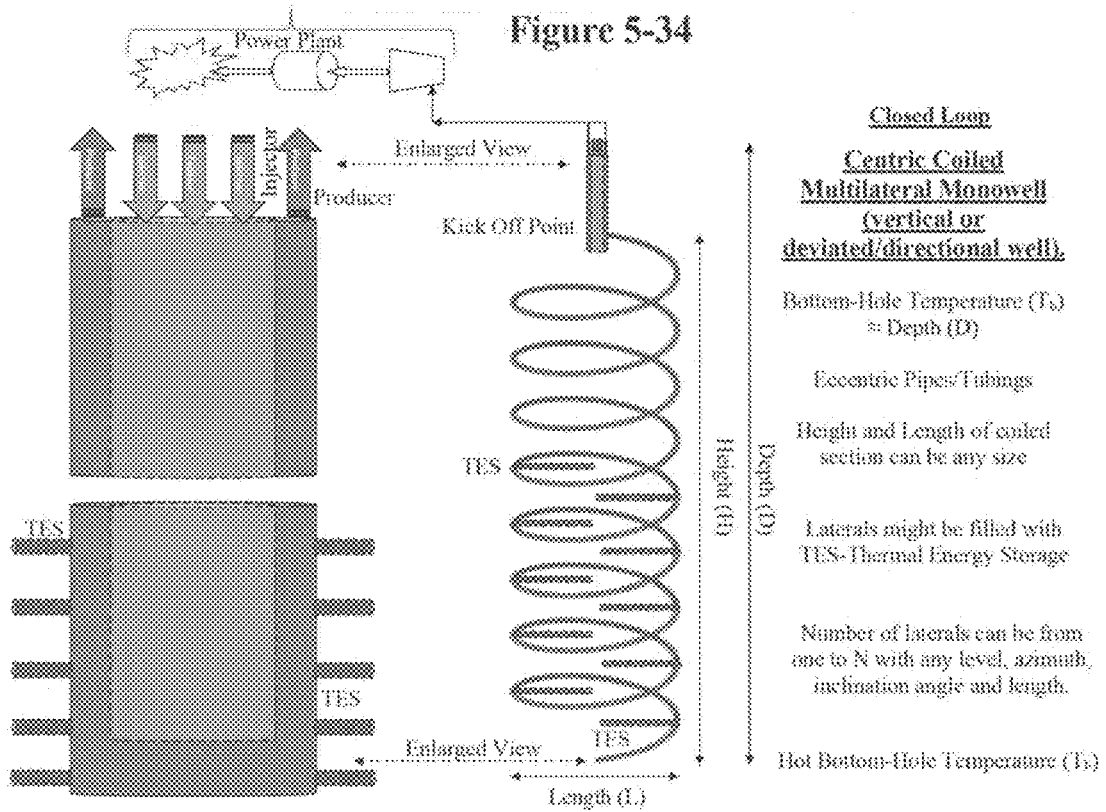 Figure 5-34
Power Plant
Injector
Producer
Enlarged View
Kick Off Point
TES
TES
TES
TES
Enlarged View
Length (L)
Height (H)
Depth (D)
Closed Loop
Centric Coiled
Multilateral Monowell
(vertical or
deviated/directional well).
Bottom-Hole Temperature (Tb)
≈ Depth (D)
Eccentric Pipes/Tubings
Height and Length of coiled
section can be any size
Laterals might be filled with
TES-Thermal Energy Storage
Number of laterals can be from
one to N with any level, azimuth,
inclination angle and length.
Hot Bottom-Hole Temperature (Tb)